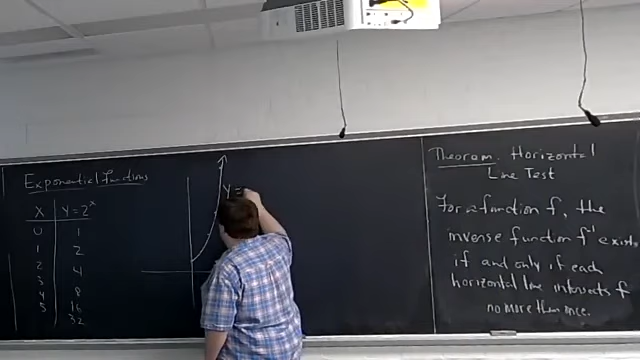 Exponential functions
X Y=2^x
0 1
1 2
2 4
3 8
4 16
5 32
Y=
Theorem. Horizontal
Line Test
For a function f, the
inverse function f⁻¹ exists
if and only if each
horizontal line intersects f
no more than once.